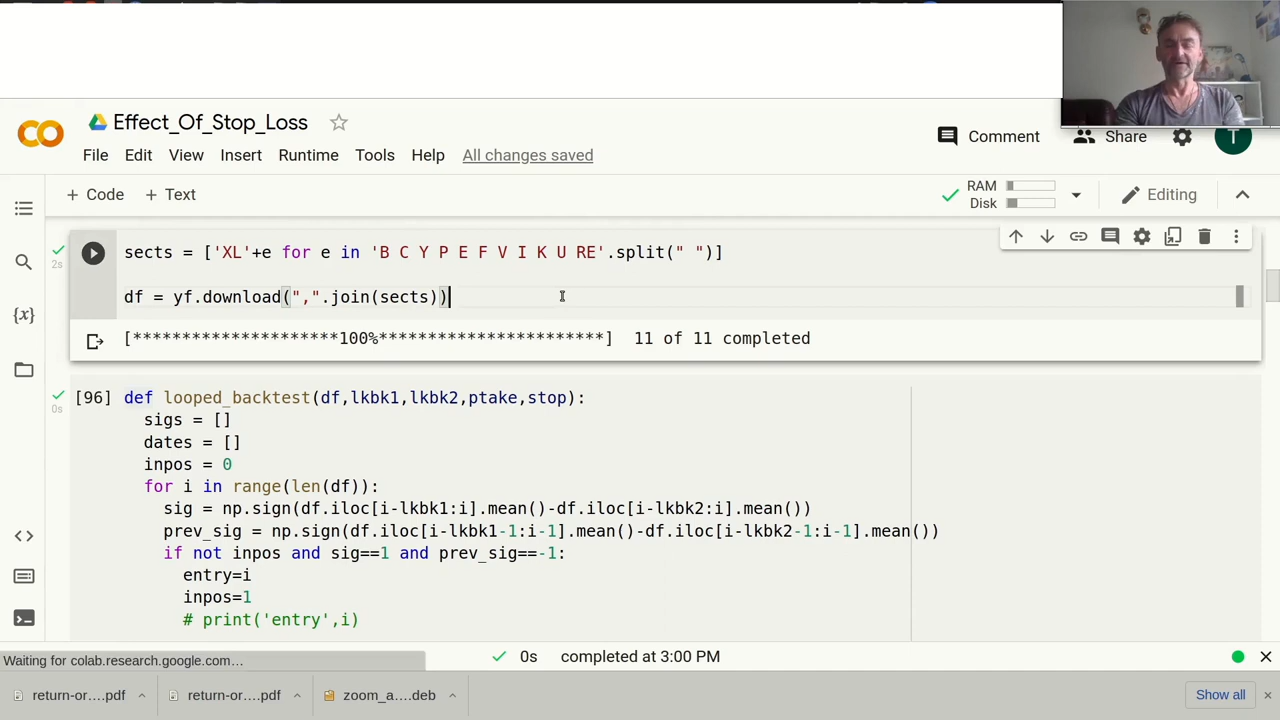 Effect_Of_Stop_Loss
File Edit View Insert Runtime Tools Help All changes saved
Comment Share T
+ Code + Text
RAM
Disk
Editing
2s
sects = ['XL'+e for e in 'B C Y P E F V I K U RE'.split(" ")]
df = yf.download(",".join(sects))
[*********************100%***********************] 11 of 11 completed
0s
[96] def looped_backtest(df,lkbk1,lkbk2,ptake,stop):
sigs = []
dates = []
inpos = 0
for i in range(len(df)):
sig = np.sign(df.iloc[i-lkbk1:i].mean()-df.iloc[i-lkbk2:i].mean())
prev_sig = np.sign(df.iloc[i-lkbk1-1:i-1].mean()-df.iloc[i-lkbk2-1:i-1].mean())
if not inpos and sig==1 and prev_sig==-1:
entry=i
inpos=1
# print('entry',i)
Waiting for colab.research.google.com...
0s completed at 3:00 PM
return-or....pdf return-or....pdf zoom_a....deb Show all